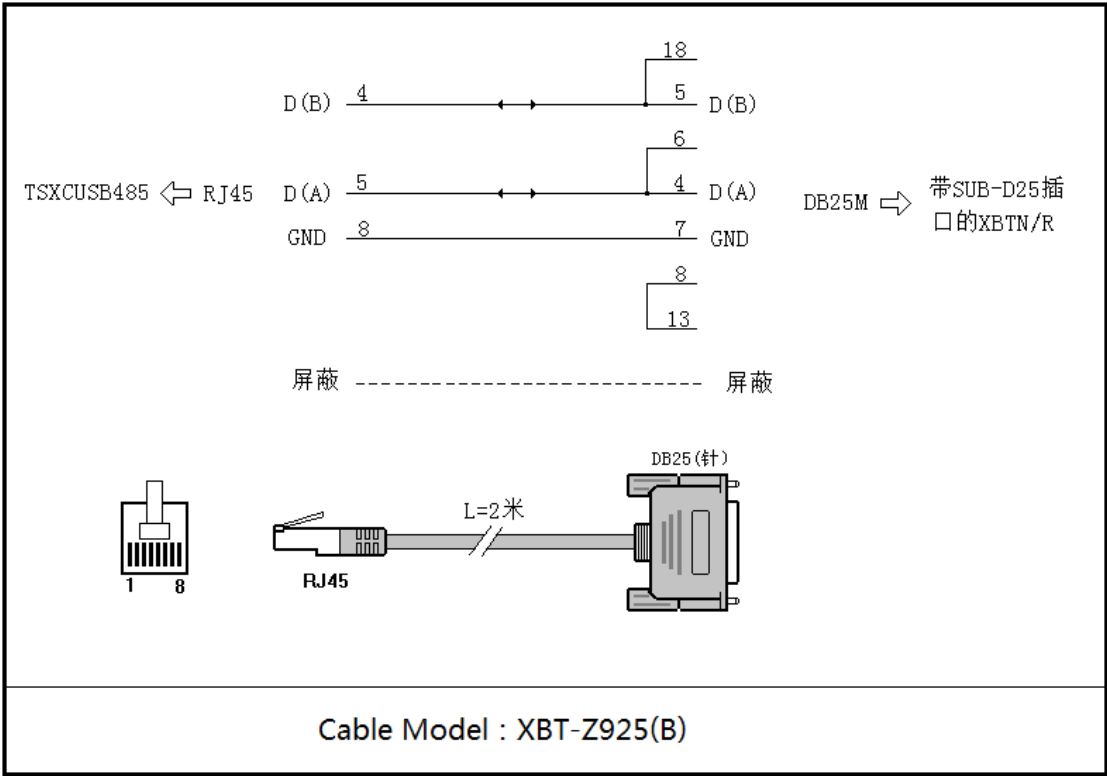 18
D(B) 4 5 D(B)
6
TSXCUSB485 RJ45 D(A) 5 4 D(A) DB25M 带SUB-D25插
口的XBTN/R
GND 8 7 GND
8
13
屏蔽 屏蔽
DB25(针)
L=2米
RJ45
1 8
Cable Model : XBT-Z925(B)